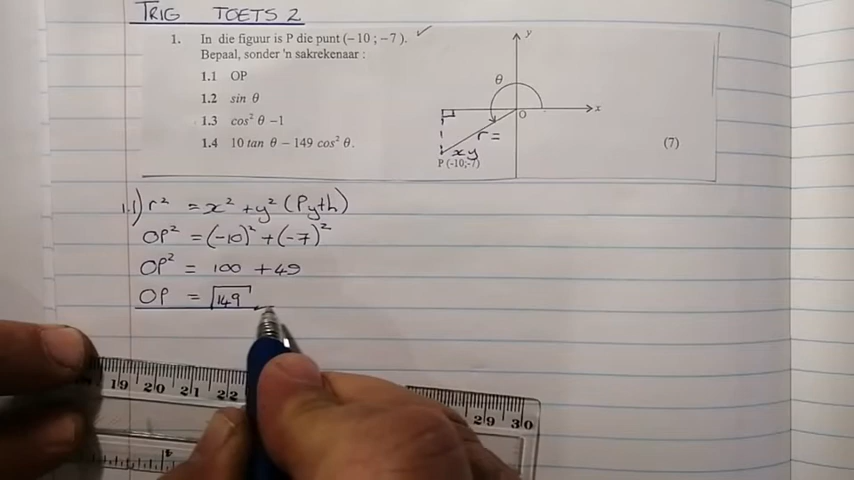 TRIG TOETS 2
1. In die figuur is P die punt (−10 ; −7). ✓
Bepaal, sonder 'n sakrekenaar :
1.1 OP
1.2 sin θ
1.3 cos² θ −1
1.4 10 tan θ − 149 cos² θ.
(7)
y
θ
x
O
r =
x y
P (-10;-7)
1.1) r² = x² + y² (Pyth)
OP² = (-10)² + (-7)²
OP² = 100 + 49
OP = √149
19 20 21 22 29 30